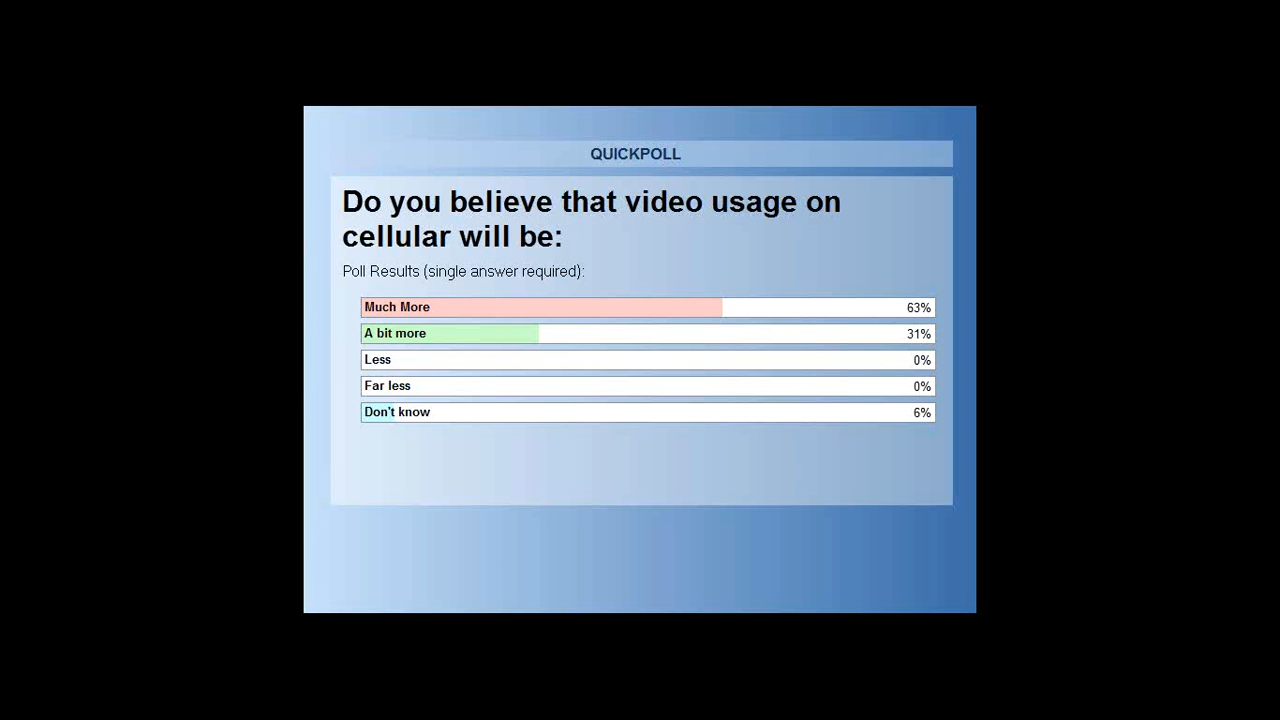 QUICKPOLL
Do you believe that video usage on
cellular will be:
Poll Results (single answer required):
Much More 63%
A bit more 31%
Less 0%
Far less 0%
Don't know 6%